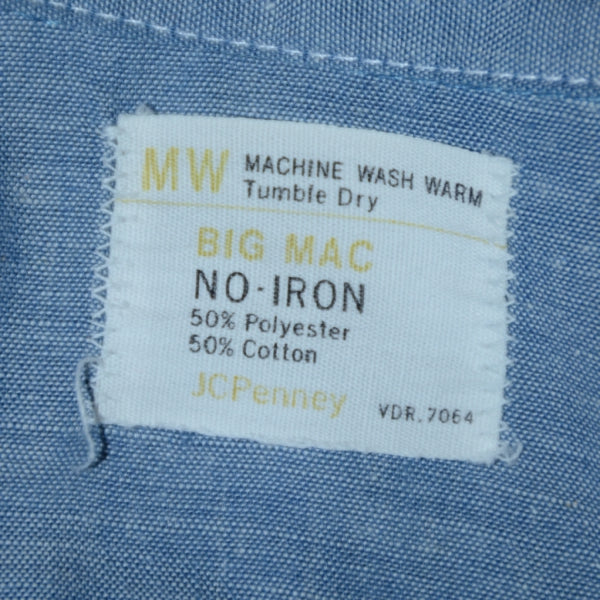 MW MACHINE WASH WARM
Tumble Dry
BIG MAC
NO-IRON
50% Polyester
50% Cotton
JCPenney VDR. 7064